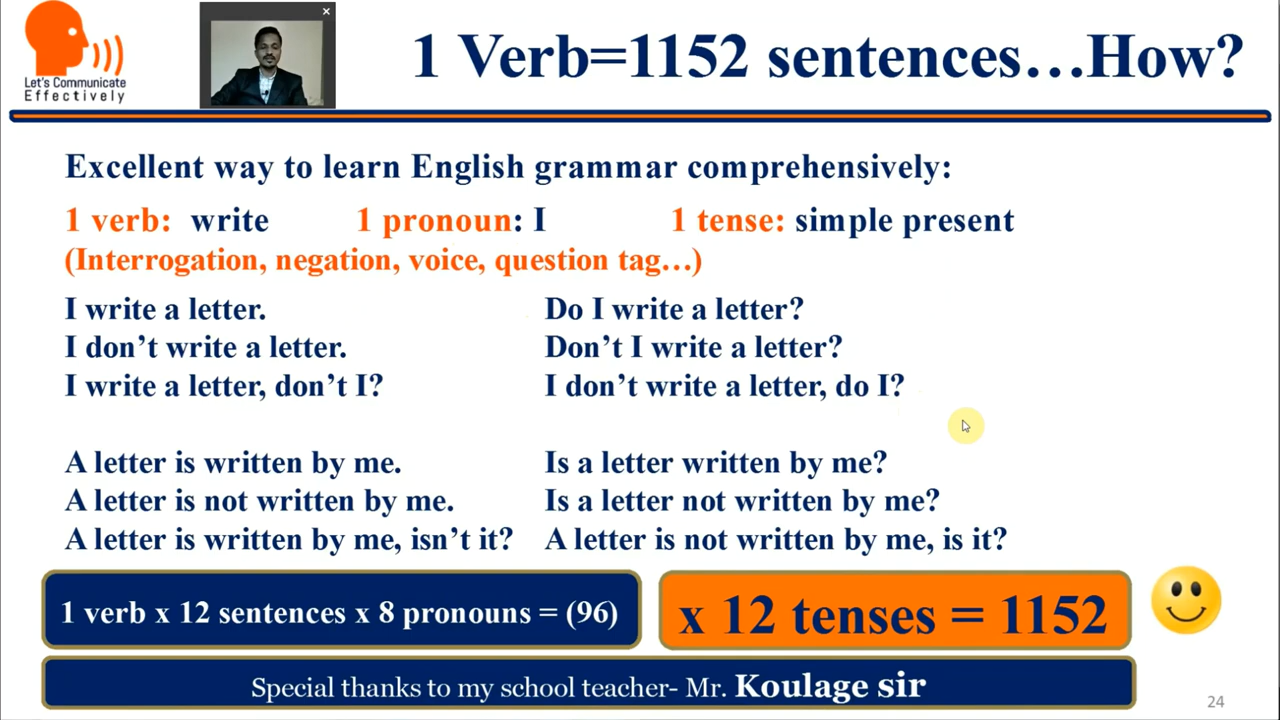 Let's Communicate
Effectively
1 Verb=1152 sentences…How?
Excellent way to learn English grammar comprehensively:
1 verb: write 1 pronoun: I 1 tense: simple present
(Interrogation, negation, voice, question tag…)
I write a letter. Do I write a letter?
I don’t write a letter. Don’t I write a letter?
I write a letter, don’t I? I don’t write a letter, do I?
A letter is written by me. Is a letter written by me?
A letter is not written by me. Is a letter not written by me?
A letter is written by me, isn’t it? A letter is not written by me, is it?
1 verb x 12 sentences x 8 pronouns = (96) x 12 tenses = 1152
Special thanks to my school teacher- Mr. Koulage sir
24